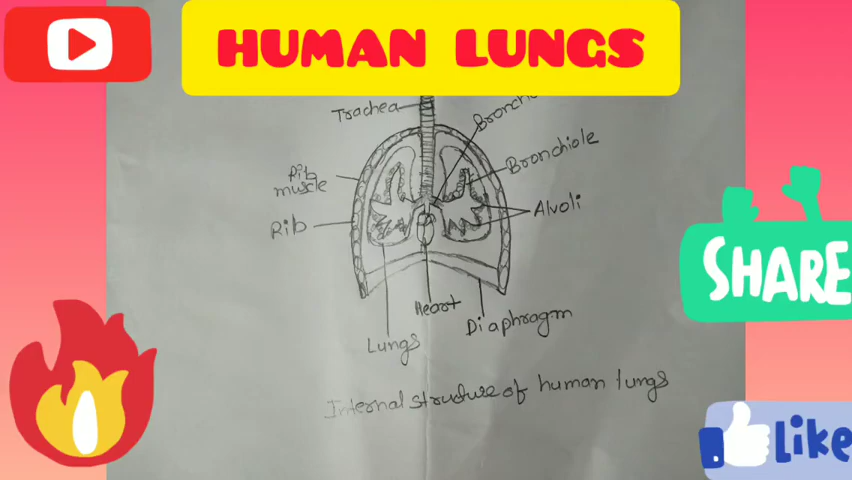 HUMAN LUNGS
Trachea
Bronchi
Bronchiole
Rib
muscle
Alvoli
Rib
Heart
Diaphragm
Lungs
Internal structure of human lungs
SHARE
Like